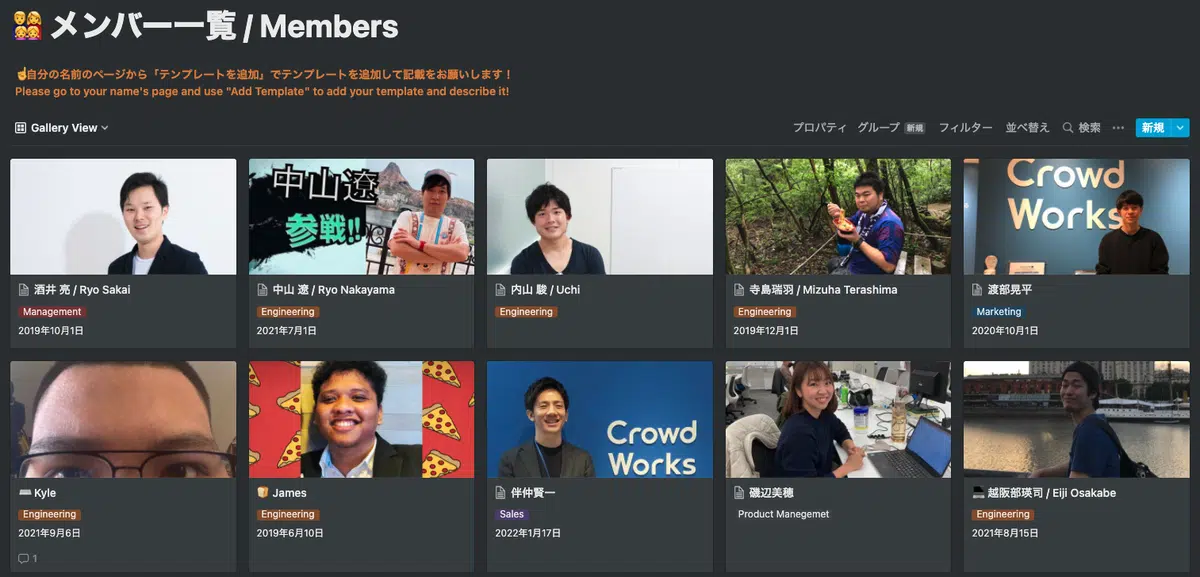 メンバー一覧 / Members
自分の名前のページから「テンプレートを追加」でテンプレートを追加して記載をお願いします！
Please go to your name's page and use "Add Template" to add your template and describe it!
Gallery View
プロパティ グループ 新規 フィルター 並べ替え 検索 ••• 新規
中山遼
参戦!!
Crowd
Works
酒井 亮 / Ryo Sakai
Management
2019年10月1日
中山 遼 / Ryo Nakayama
Engineering
2021年7月1日
内山 駿 / Uchi
Engineering
寺島瑞羽 / Mizuha Terashima
Engineering
2019年12月1日
渡部晃平
Marketing
2020年10月1日
Crowd
Works
Kyle
Engineering
2021年9月6日
1
James
Engineering
2019年6月10日
伴仲賢一
Sales
2022年1月17日
磯辺美穂
Product Manegemet
越阪部瑛司 / Eiji Osakabe
Engineering
2021年8月15日